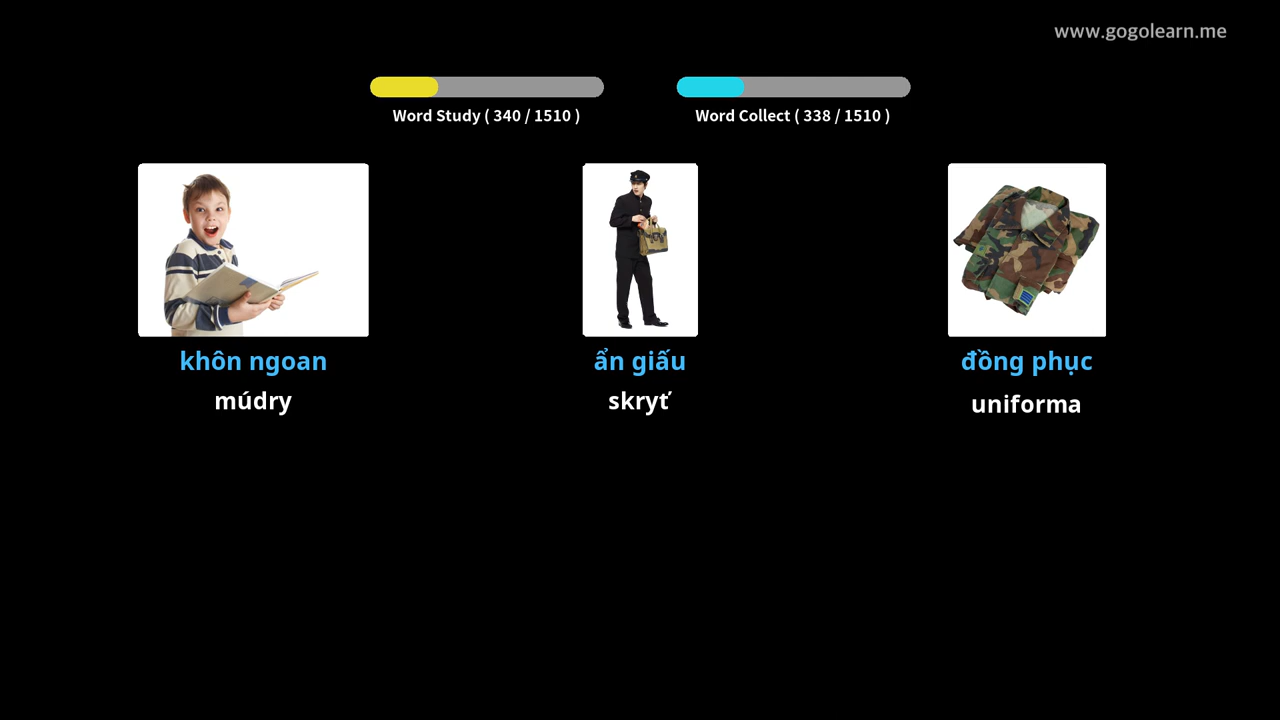 www.gogolearn.me
Word Study ( 340 / 1510 )
Word Collect ( 338 / 1510 )
khôn ngoan
múdry
ẩn giấu
skryť
đồng phục
uniforma